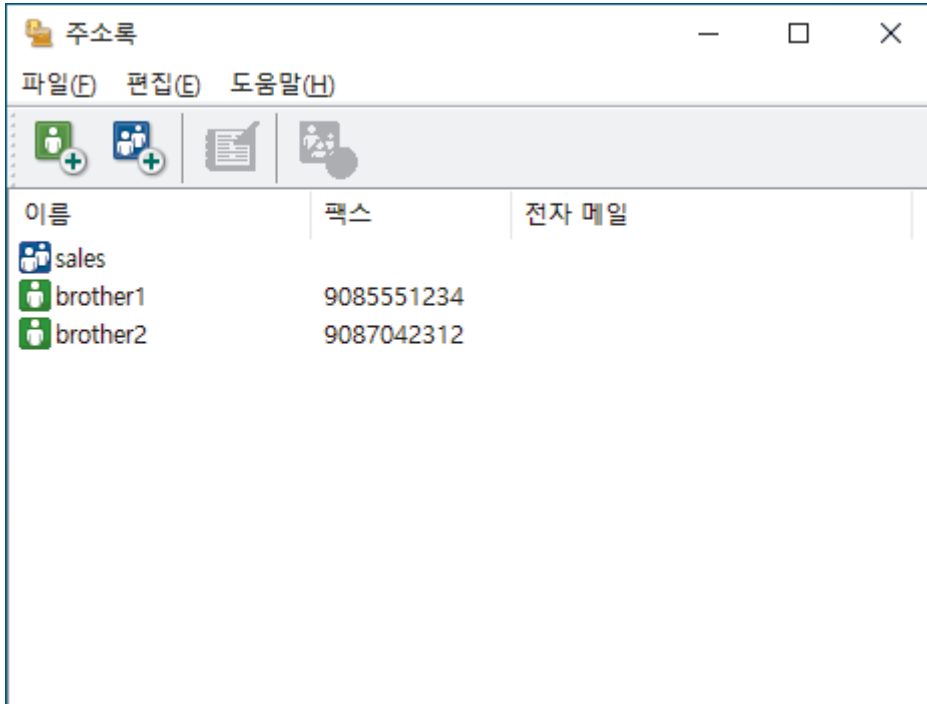 주소록
파일(F) 편집(E) 도움말(H)
이름 팩스 전자 메일
sales
brother1 9085551234
brother2 9087042312